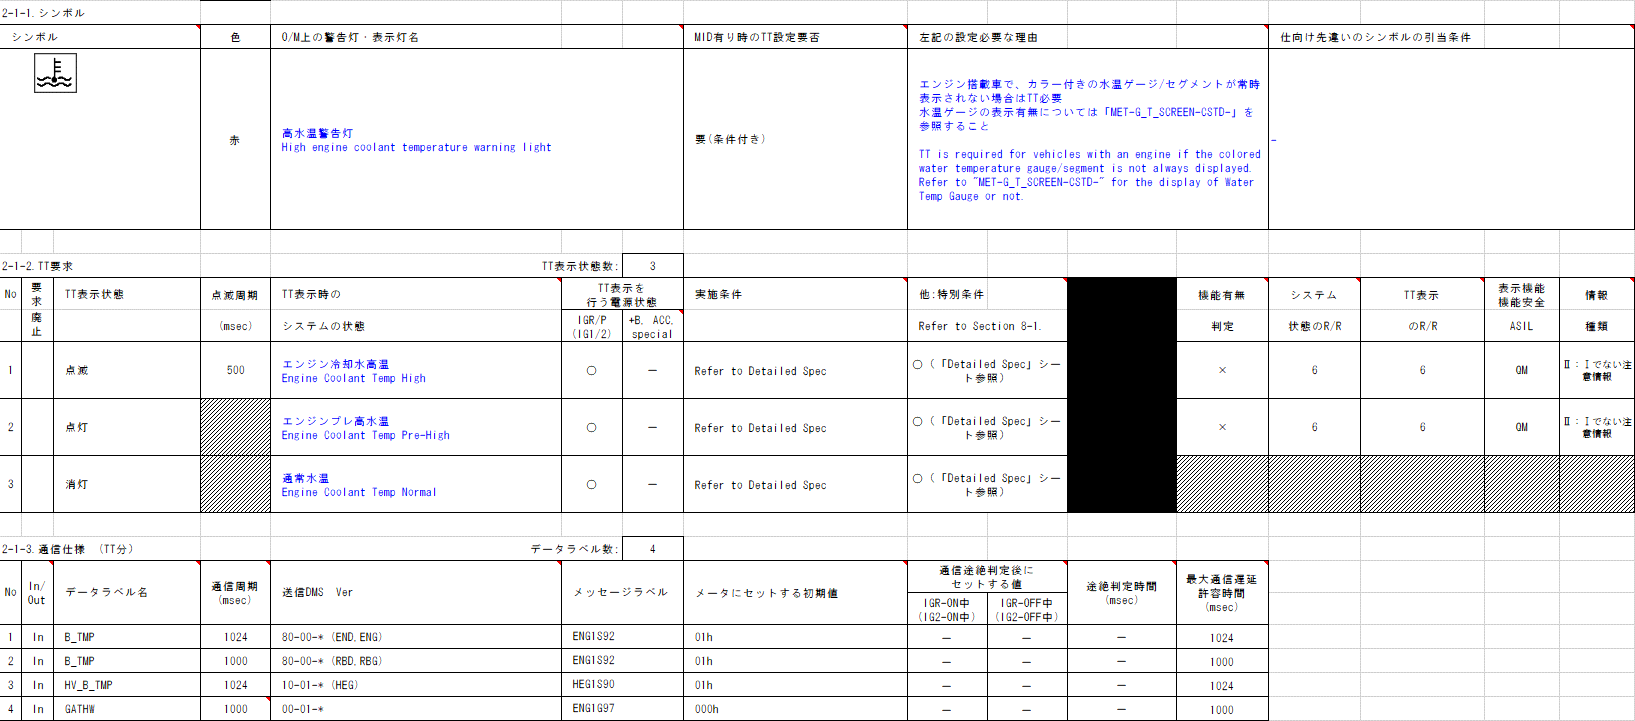 2-1-1.シンボル
シンボル 色 O/M上の警告灯・表示灯名 MID有り時のTT設定要否 左記の設定必要な理由 仕向け先違いのシンボルの引当条件
赤
高水温警告灯
High engine coolant temperature warning light
要(条件付き)
エンジン搭載車で、カラー付きの水温ゲージ/セグメントが常時
表示されない場合はTT必要
水温ゲージの表示有無については「MET-G_T_SCREEN-CSTD-」を
参照すること
TT is required for vehicles with an engine if the colored
water temperature gauge/segment is not always displayed.
Refer to "MET-G_T_SCREEN-CSTD-" for the display of Water
Temp Gauge or not.
-
2-1-2.TT要求 TT表示状態数: 3
No 要求廃止 TT表示状態 点滅周期 (msec) TT表示時の システムの状態
TT表示を
行う電源状態
IGR/P
(IG1/2)
+B, ACC,
special
実施条件
他:特別条件
Refer to Section 8-1.
機能有無
判定
システム
状態のR/R
TT表示
のR/R
表示機能
機能安全
ASIL
情報
種類
1 点滅 500
エンジン冷却水高温
Engine Coolant Temp High
○ － Refer to Detailed Spec
○（「Detailed Spec」シー
ト参照）
× 6 6 QM
Ⅱ：Ⅰでない注
意情報
2 点灯
エンジンプレ高水温
Engine Coolant Temp Pre-High
○ － Refer to Detailed Spec
○（「Detailed Spec」シー
ト参照）
× 6 6 QM
Ⅱ：Ⅰでない注
意情報
3 消灯
通常水温
Engine Coolant Temp Normal
○ － Refer to Detailed Spec
○（「Detailed Spec」シー
ト参照）
2-1-3.通信仕様 （TT分） データラベル数: 4
No
In/
Out
データラベル名
通信周期
(msec)
送信DMS Ver
メッセージラベル
メータにセットする初期値
通信途絶判定後に
セットする値
IGR-ON中
(IG2-ON中)
IGR-OFF中
(IG2-OFF中)
途絶判定時間
(msec)
最大通信遅延
許容時間
(msec)
1 In B_TMP 1024 80-00-* (END,ENG) ENG1S92 01h － － － 1024
2 In B_TMP 1000 80-00-* (RBD,RBG) ENG1S92 01h － － － 1000
3 In HV_B_TMP 1024 10-01-* (HEG) HEG1S90 01h － － － 1024
4 In GATHW 1000 00-01-* ENG1G97 000h － － － 1000